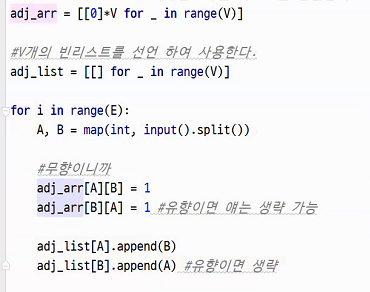 adj_arr = [[0]*V for _ in range(V)]
#V개의 빈리스트를 선언 하여 사용한다.
adj_list = [[] for _ in range(V)]
for i in range(E):
A, B = map(int, input().split())
#무향이니까
adj_arr[A][B] = 1
adj_arr[B][A] = 1 #유향이면 얘는 생략 가능
adj_list[A].append(B)
adj_list[B].append(A) #유향이면 생략